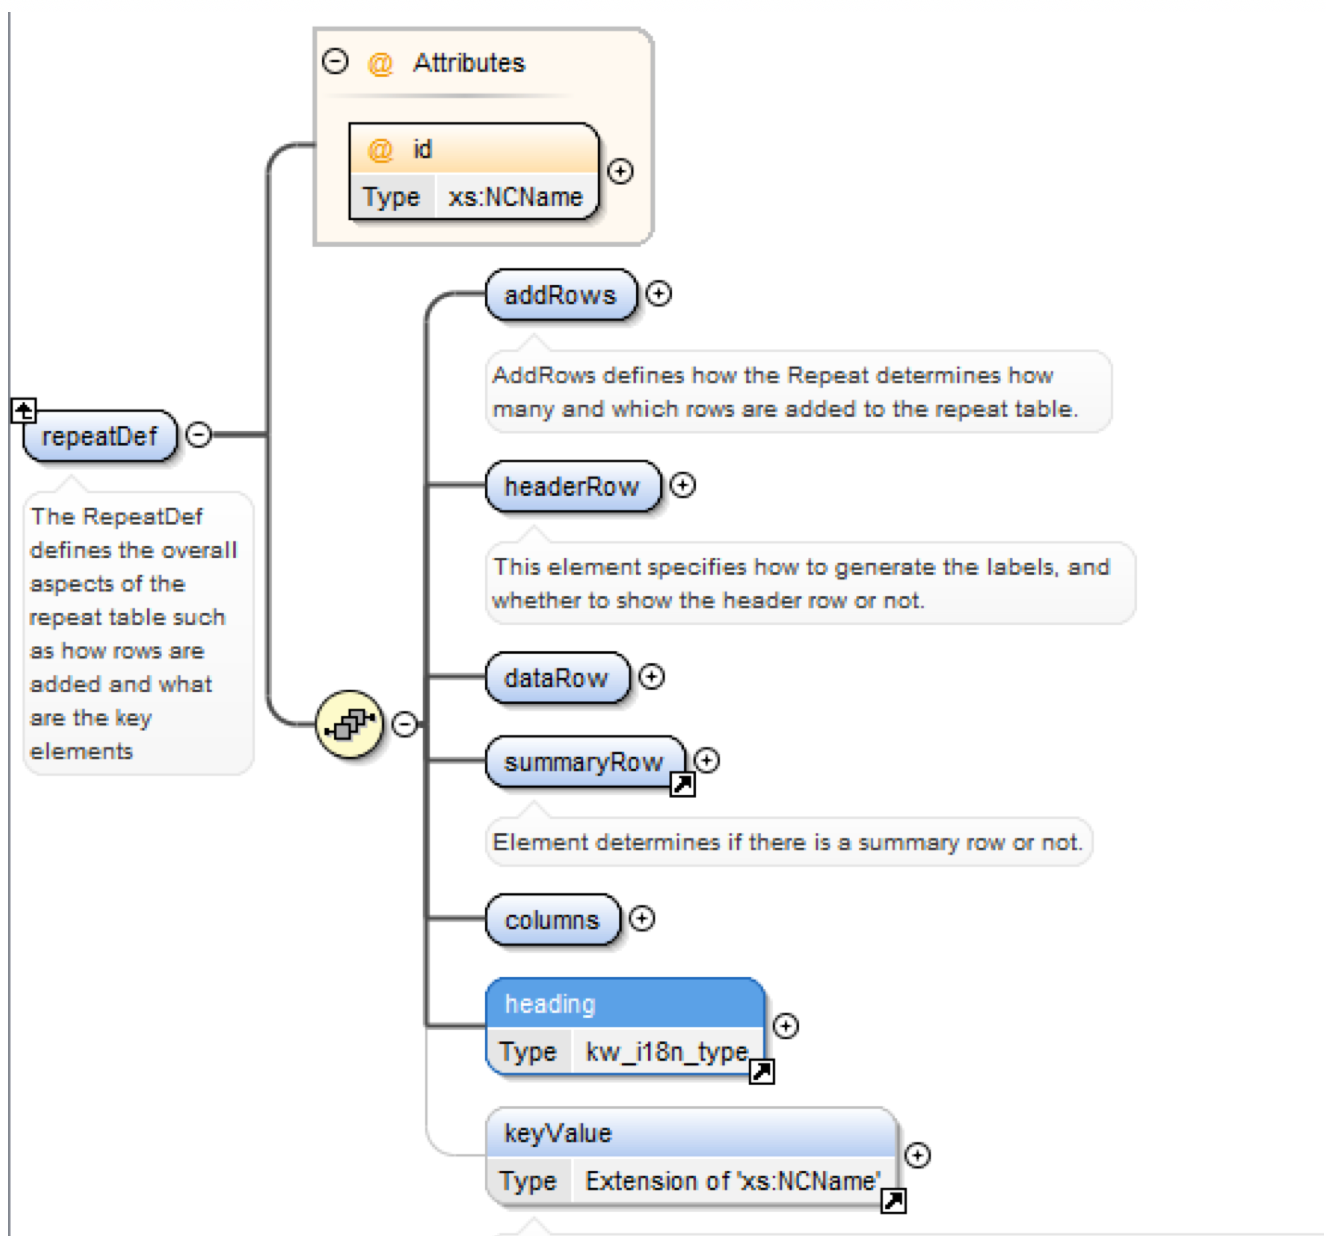 @ Attributes
@ id
Type xs:NCName
addRows
AddRows defines how the Repeat determines how
many and which rows are added to the repeat table.
repeatDef
The RepeatDef
defines the overall
aspects of the
repeat table such
as how rows are
added and what
are the key
elements
headerRow
This element specifies how to generate the labels, and
whether to show the header row or not.
dataRow
summaryRow
Element determines if there is a summary row or not.
columns
heading
Type kw_i18n_type
keyValue
Type Extension of 'xs:NCName'